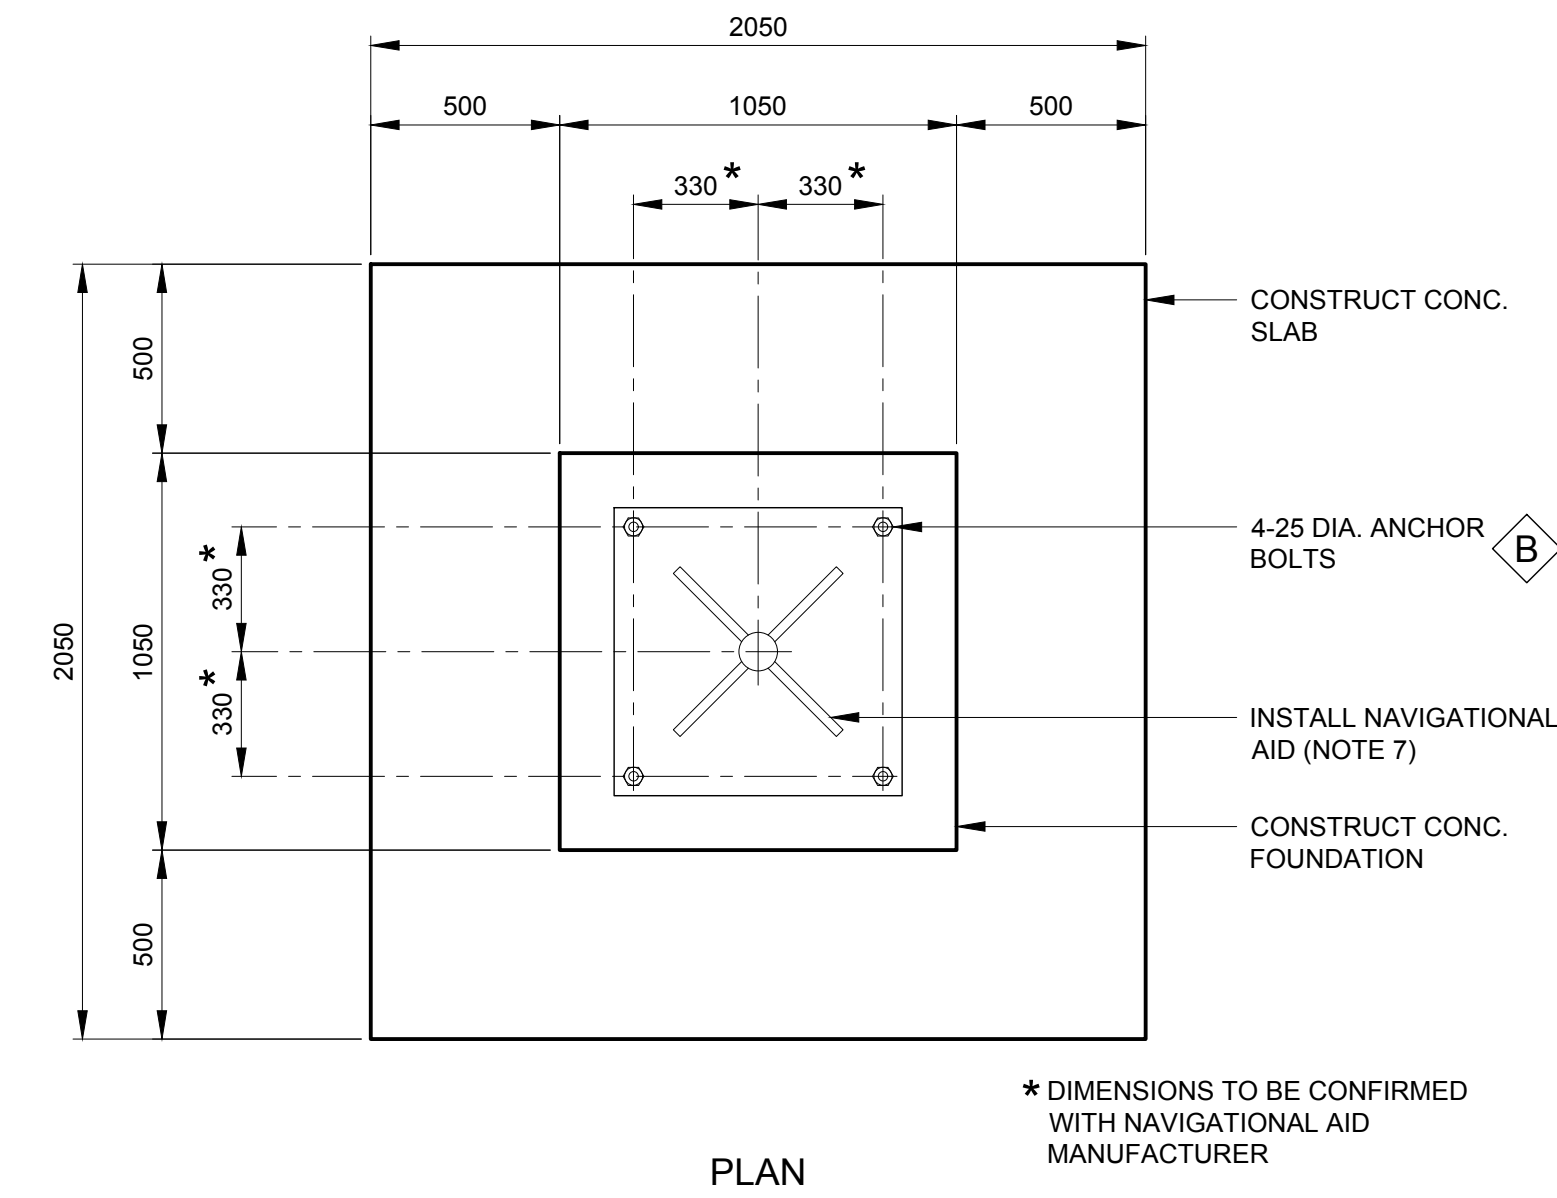 2050
500 1050 500
330* 330*
CONSTRUCT CONC.
SLAB
500
4-25 DIA. ANCHOR
BOLTS
B
330*
2050
1050
330*
INSTALL NAVIGATIONAL
AID (NOTE 7)
CONSTRUCT CONC.
FOUNDATION
500
* DIMENSIONS TO BE CONFIRMED
WITH NAVIGATIONAL AID
MANUFACTURER
PLAN